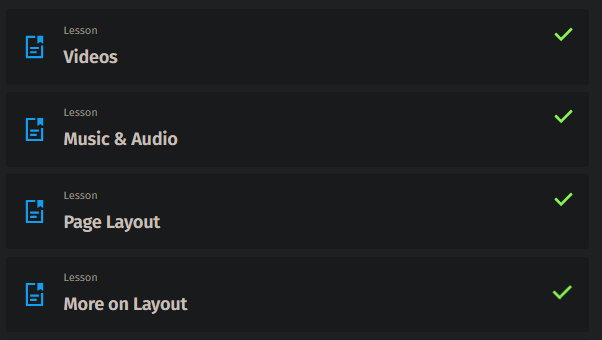 Lesson
Videos
Lesson
Music & Audio
Lesson
Page Layout
Lesson
More on Layout